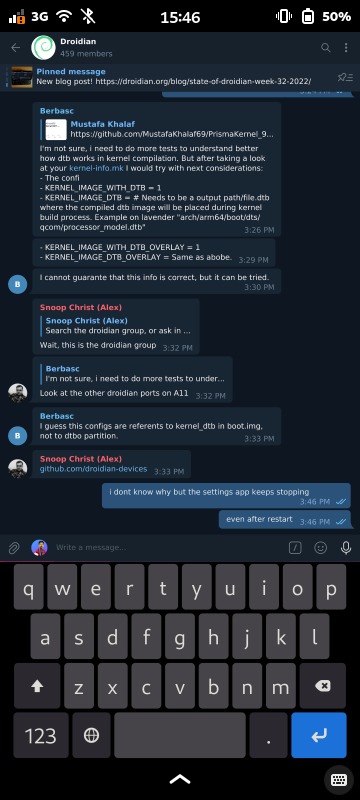 3G
15:46
50%
Droidian
459 members
Pinned message
New blog post! https://droidian.org/blog/state-of-droidian-week-32-2022/
Berbasc
Mustafa Khalaf
https://github.com/MustafaKhalaf69/PrismaKernel_9...
I'm not sure, i need to do more tests to understand better
how dtb works in kernel compilation. But after taking a look
at your kernel-info.mk I would try with next considerations:
- The confi
- KERNEL_IMAGE_WITH_DTB = 1
- KERNEL_IMAGE_DTB = # Needs to be a output path/file.dtb
where the compiled dtb image will be placed during kernel
build process. Example on lavender "arch/arm64/boot/dts/
qcom/processor_model.dtb"
3:26 PM
- KERNEL_IMAGE_WITH_DTB_OVERLAY = 1
- KERNEL_IMAGE_DTB_OVERLAY = Same as abobe.
3:29 PM
I cannot guarante that this info is correct, but it can be tried.
3:30 PM
B
Snoop Christ (Alex)
Snoop Christ (Alex)
Search the droidian group, or ask in ...
Wait, this is the droidian group 3:32 PM
Berbasc
I'm not sure, i need to do more tests to under...
Look at the other droidian ports on A11 3:32 PM
Berbasc
I guess this configs are referents to kernel_dtb in boot.img,
not to dtbo partition.
3:33 PM
B
Snoop Christ (Alex)
github.com/droidian-devices 3:33 PM
i dont know why but the settings app keeps stopping
3:46 PM
even after restart 3:46 PM
Write a message...
/
q w e r t y u i o p
a s d f g h j k l
z x c v b n m
123 .